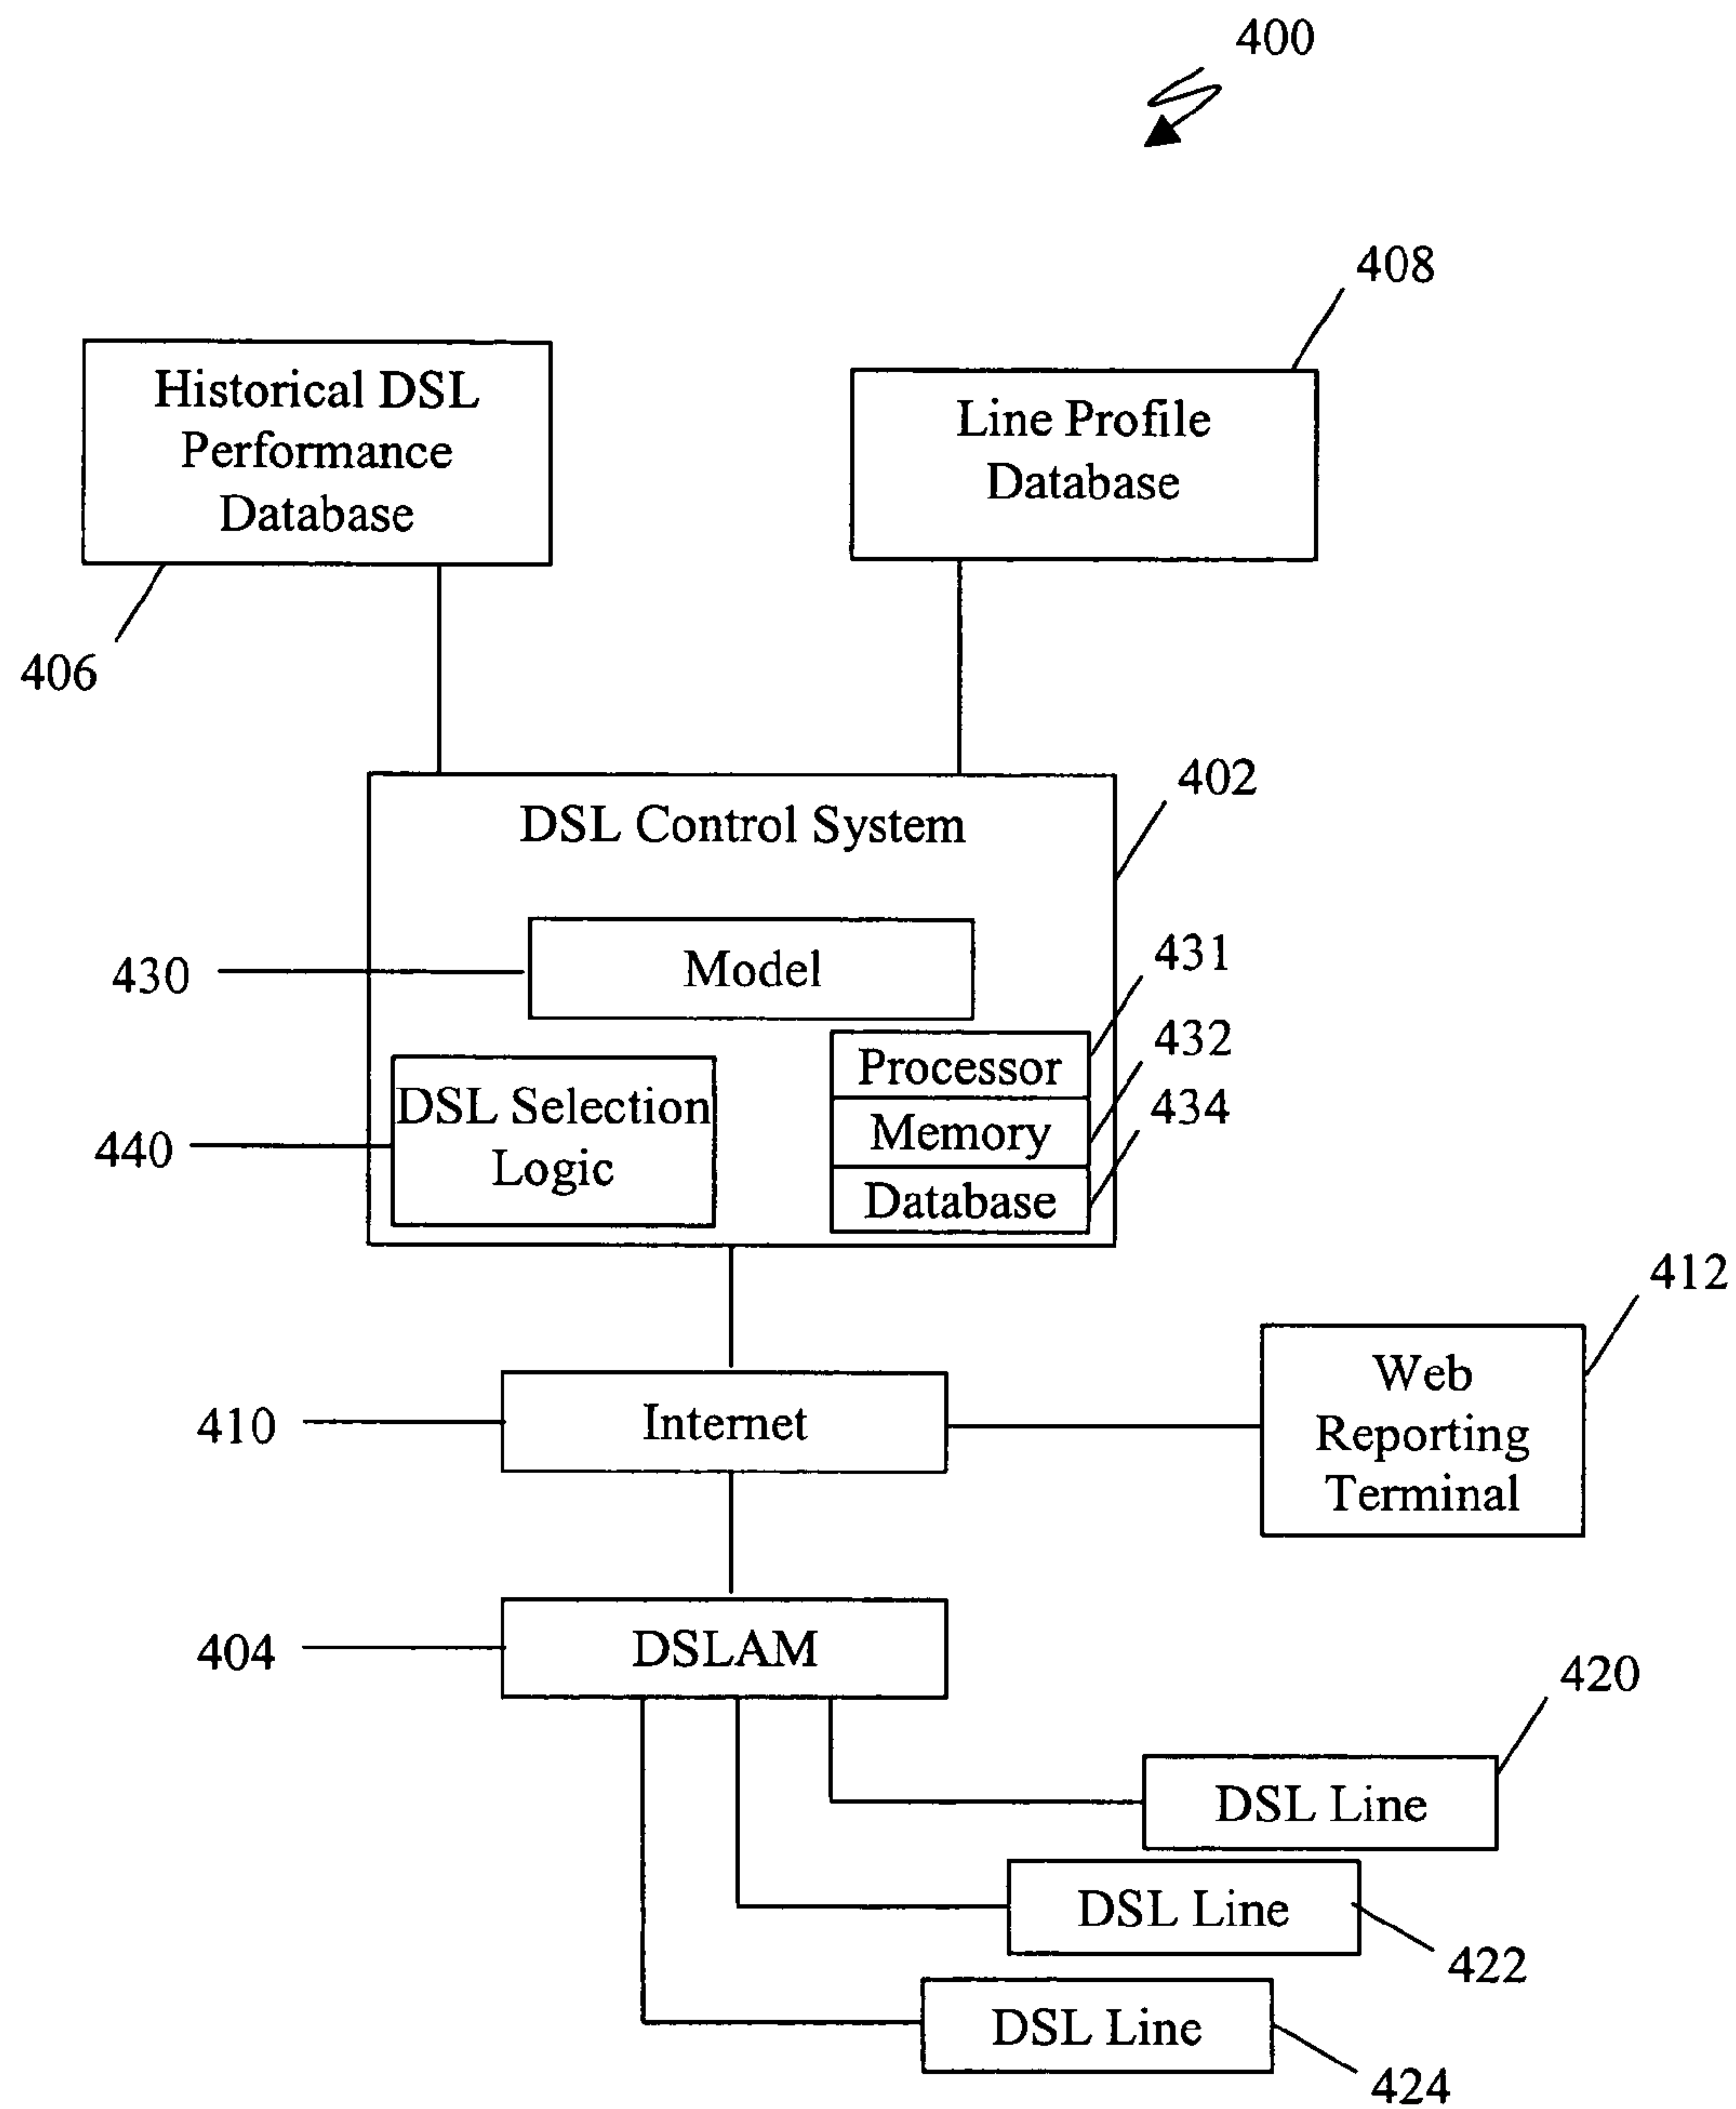 400
408
Historical DSL
Performance
Database
Line Profile
Database
406
402
DSL Control System
430
Model
431
Processor
432
Memory
434
Database
440
DSL Selection
Logic
412
410
Internet
Web
Reporting
Terminal
404
DSLAM
420
DSL Line
DSL Line
422
DSL Line
424